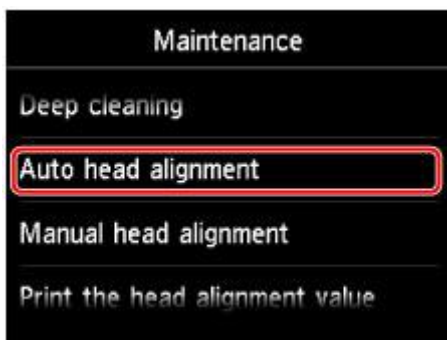 Maintenance
Deep cleaning
Auto head alignment
Manual head alignment
Print the head alignment value